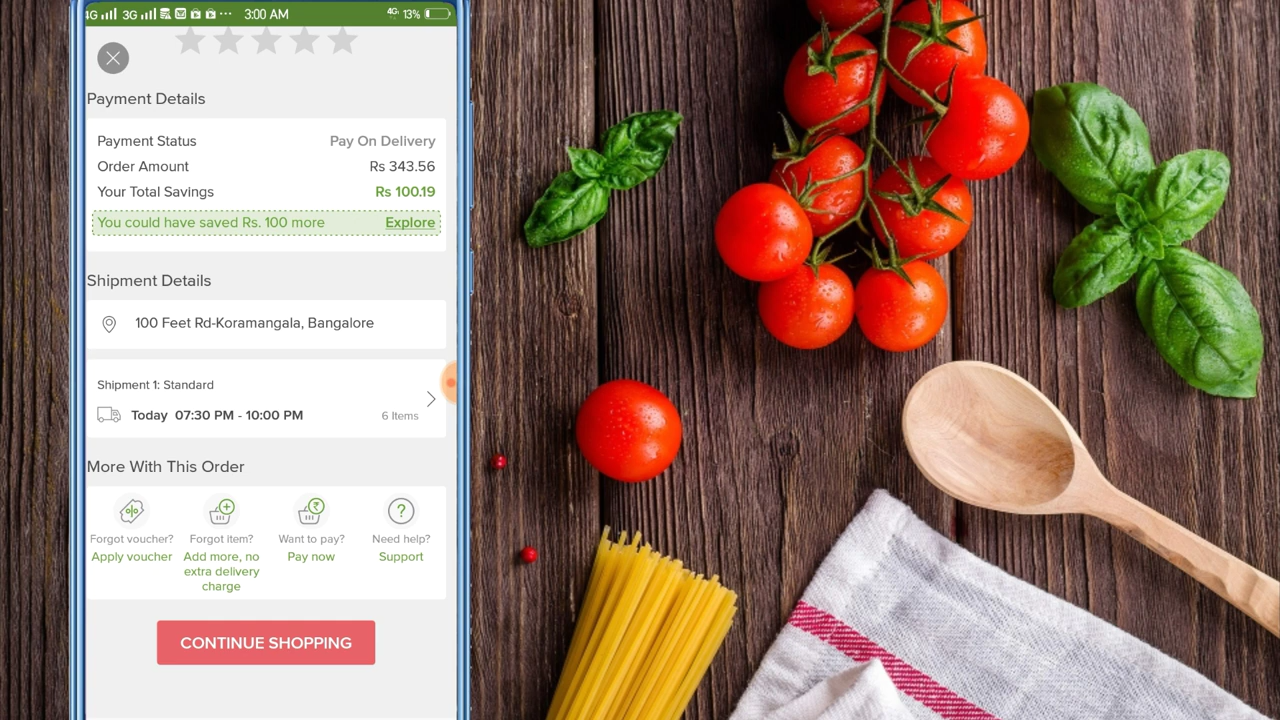 4G 3G 3:00 AM 4G 13%
Payment Details
Payment Status Pay On Delivery
Order Amount Rs 343.56
Your Total Savings Rs 100.19
You could have saved Rs. 100 more Explore
Shipment Details
100 Feet Rd-Koramangala, Bangalore
Shipment 1: Standard
Today 07:30 PM - 10:00 PM 6 Items
More With This Order
Forgot voucher? Forgot item? Want to pay? Need help?
Apply voucher Add more, no Pay now Support
extra delivery
charge
CONTINUE SHOPPING